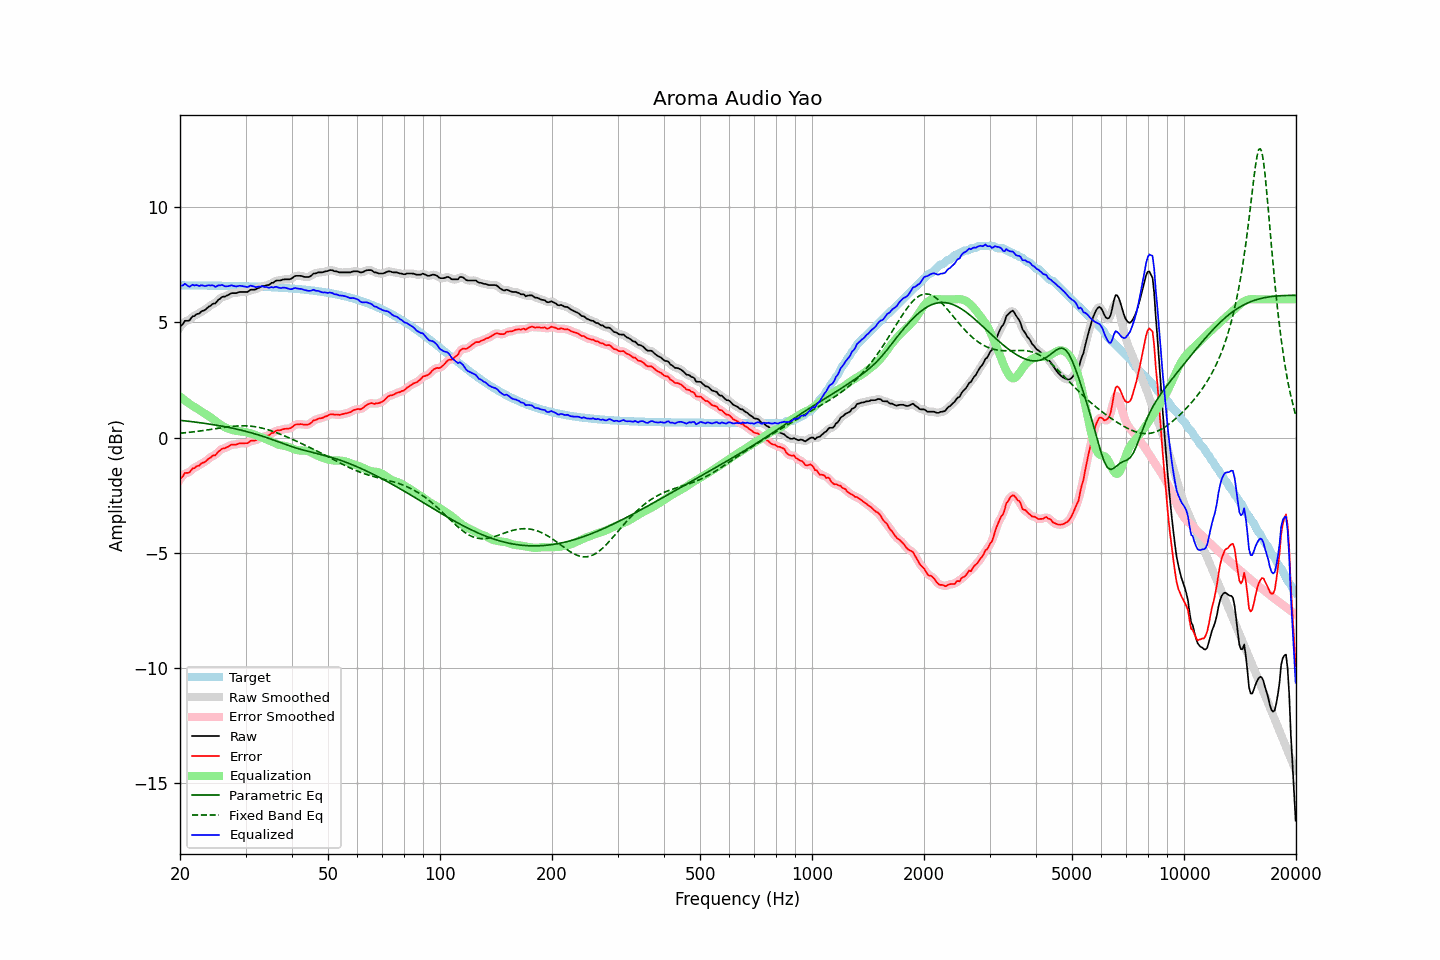 Aroma Audio Yao
Amplitude (dBr)
10
5
0
−5
−10
−15
Target
Raw Smoothed
Error Smoothed
Raw
Error
Equalization
Parametric Eq
Fixed Band Eq
Equalized
20 50 100 200 500 1000 2000 5000 10000 20000
Frequency (Hz)